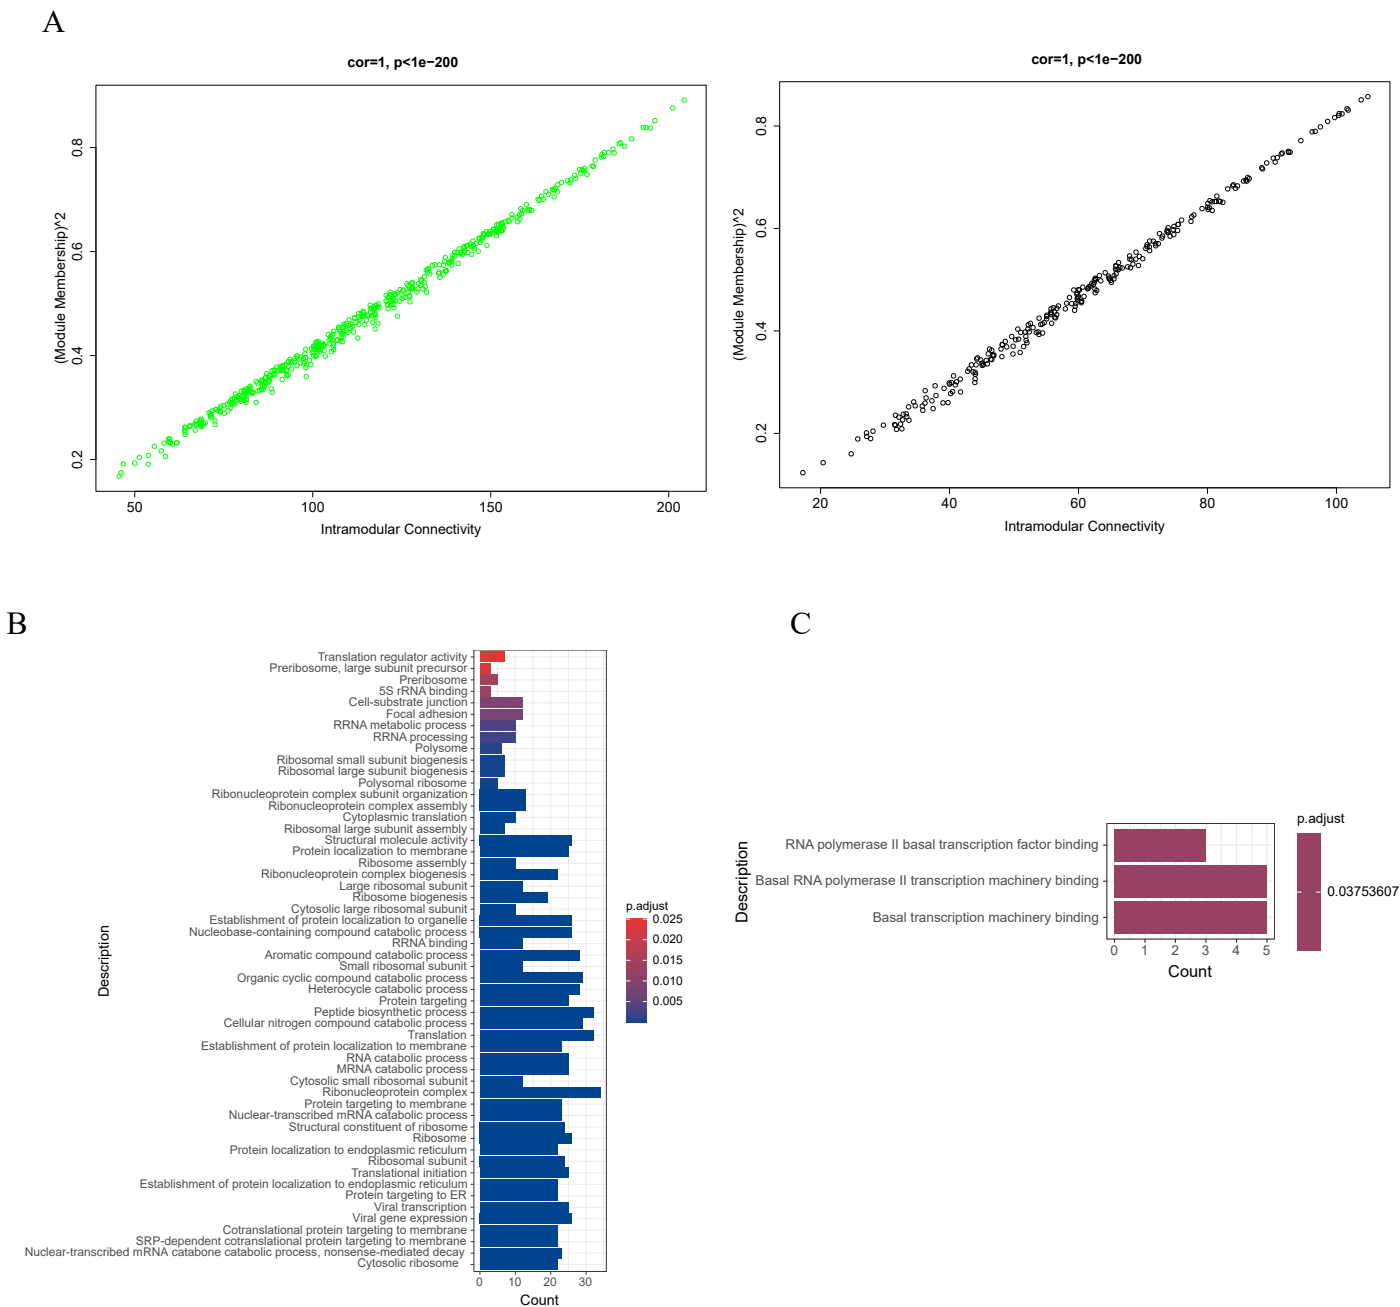 A
cor=1, p<1e−200
(Module Membership)^2
0.8
0.6
0.4
0.2
50 100 150 200
Intramodular Connectivity
cor=1, p<1e−200
(Module Membership)^2
0.8
0.6
0.4
0.2
20 40 60 80 100
Intramodular Connectivity
B
Description
Translation regulator activity
Preribosome, large subunit precursor
Preribosome
5S rRNA binding
Cell-substrate junction
Focal adhesion
RRNA metabolic process
RRNA processing
Polysome
Ribosomal small subunit biogenesis
Ribosomal large subunit biogenesis
Polysomal ribosome
Ribonucleoprotein complex subunit organization
Ribonucleoprotein complex assembly
Cytoplasmic translation
Ribosomal large subunit assembly
Structural molecule activity
Protein localization to membrane
Ribosome assembly
Ribonucleoprotein complex biogenesis
Large ribosomal subunit
Ribosome biogenesis
Cytosolic large ribosomal subunit
Establishment of protein localization to organelle
Nucleobase-containing compound catabolic process
RRNA binding
Aromatic compound catabolic process
Small ribosomal subunit
Organic cyclic compound catabolic process
Heterocycle catabolic process
Protein targeting
Peptide biosynthetic process
Cellular nitrogen compound catabolic process
Translation
Establishment of protein localization to membrane
RNA catabolic process
MRNA catabolic process
Cytosolic small ribosomal subunit
Ribonucleoprotein complex
Protein targeting to membrane
Nuclear-transcribed mRNA catabolic process
Structural constituent of ribosome
Ribosome
Protein localization to endoplasmic reticulum
Ribosomal subunit
Translational initiation
Establishment of protein localization to endoplasmic reticulum
Protein targeting to ER
Viral transcription
Viral gene expression
Cotranslational protein targeting to membrane
SRP-dependent cotranslational protein targeting to membrane
Nuclear-transcribed mRNA catabone catabolic process, nonsense-mediated decay
Cytosolic ribosome
0 10 20 30
Count
p.adjust
0.025
0.020
0.015
0.010
0.005
C
Description
RNA polymerase II basal transcription factor binding
Basal RNA polymerase II transcription machinery binding
Basal transcription machinery binding
0 1 2 3 4 5
Count
p.adjust
0.03753607